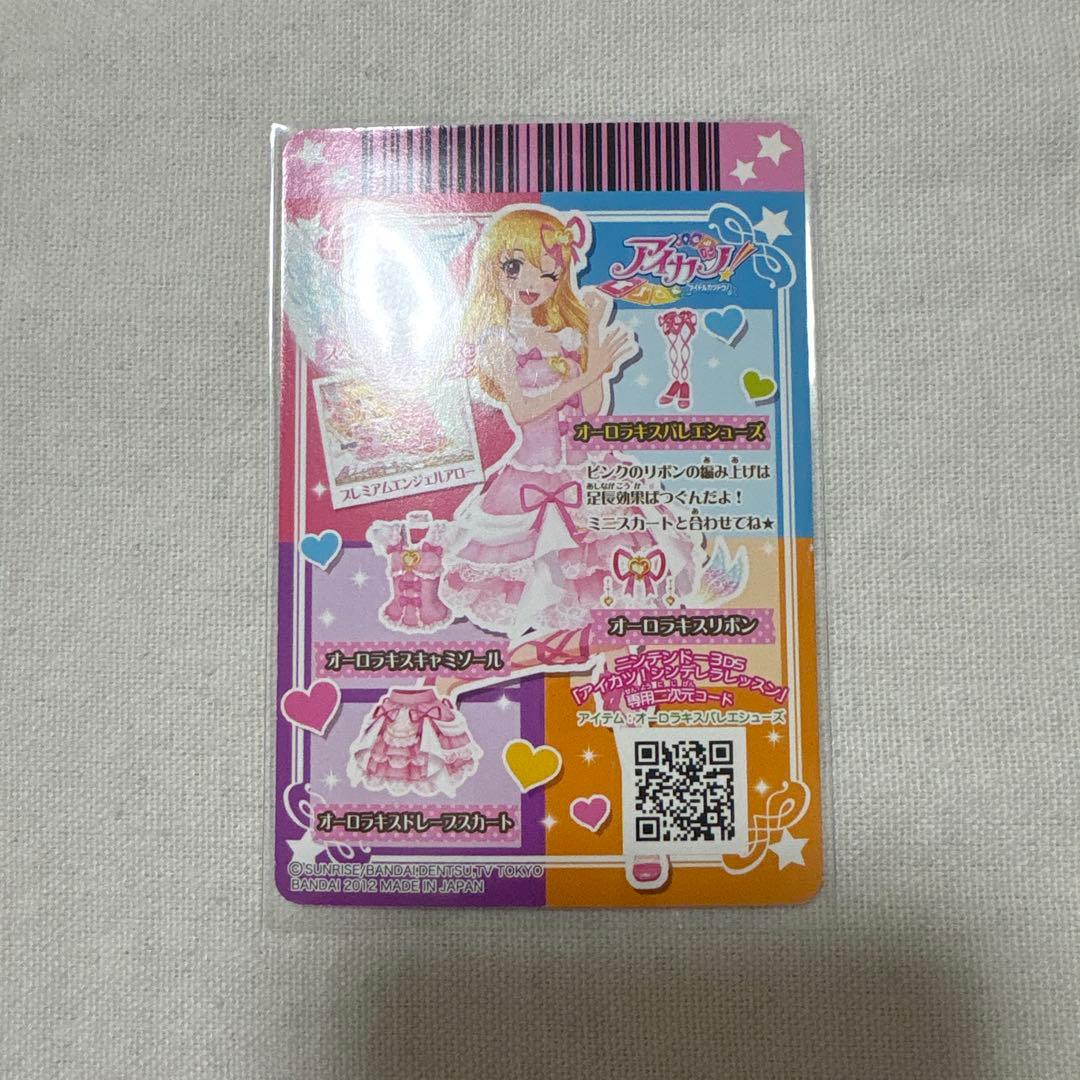 アイカツ!
アイドルカツドウ!
オーロラキスバレエシューズ
ピンクのリボンの編み上げは
足長効果ばつぐんだよ!
ミニスカートと合わせてね★
プレミアムエンジェルアロー
オーロラキスリボン
オーロラキスキャミソール
ニンテンドー3DS
「アイカツ!シンデレラレッスン」
専用二次元コード
アイテム:オーロラキスバレエシューズ
オーロラキスドレープスカート
©SUNRISE/BANDAI,DENTSU,TV TOKYO
BANDAI 2012 MADE IN JAPAN